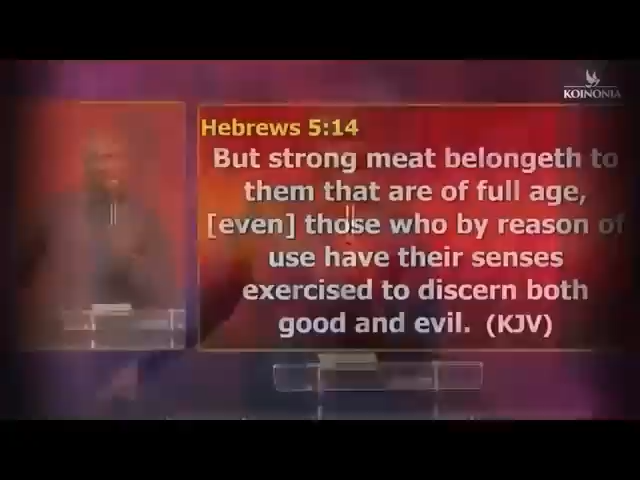 KOINONIA
Hebrews 5:14
But strong meat belongeth to
them that are of full age,
[even] those who by reason of
use have their senses
exercised to discern both
good and evil. (KJV)